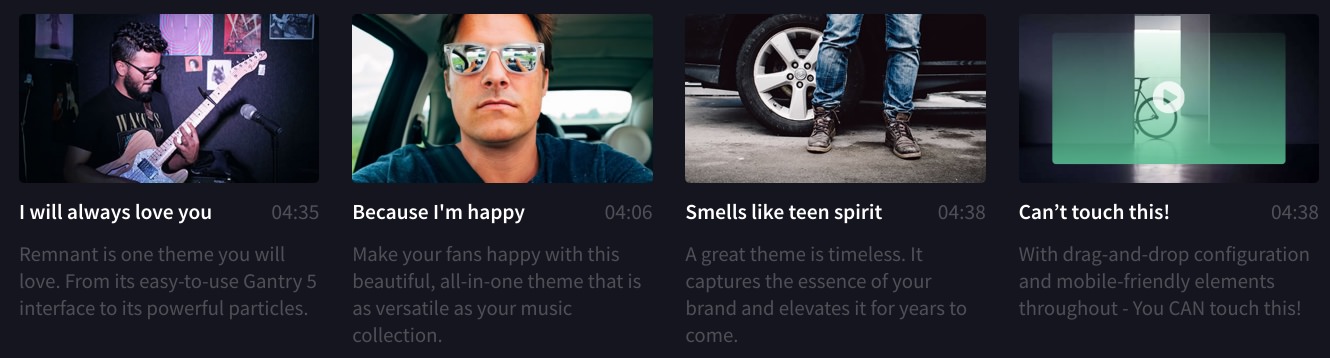 I will always love you 04:35
Remnant is one theme you will
love. From its easy-to-use Gantry 5
interface to its powerful particles.
Because I'm happy 04:06
Make your fans happy with this
beautiful, all-in-one theme that is
as versatile as your music
collection.
Smells like teen spirit 04:38
A great theme is timeless. It
captures the essence of your
brand and elevates it for years to
come.
Can’t touch this! 04:38
With drag-and-drop configuration
and mobile-friendly elements
throughout - You CAN touch this!